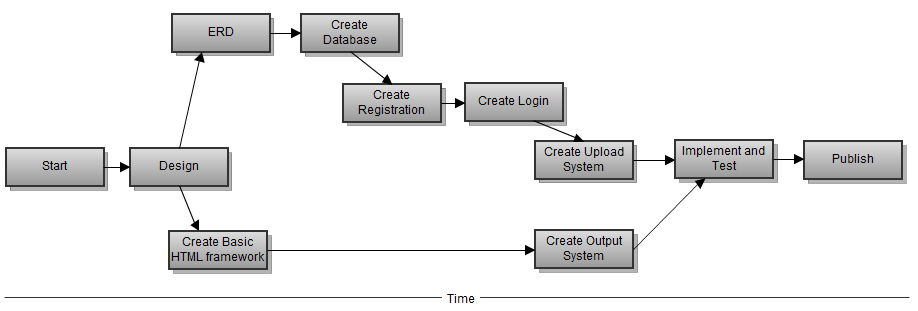 ERD
Create
Database
Create
Registration
Create Login
Start
Design
Create Upload
System
Implement and
Test
Publish
Create Basic
HTML framework
Create Output
System
Time